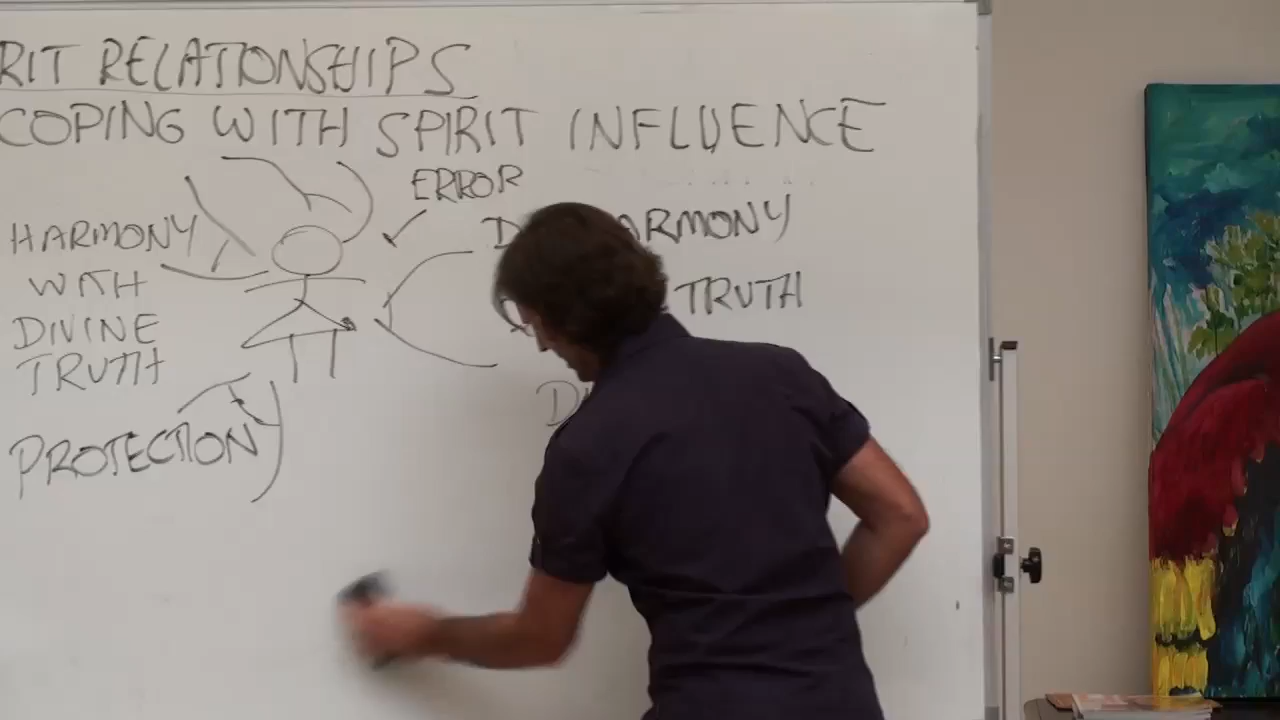 RIT RELATIONSHIPS
COPING WITH SPIRIT INFLUENCE
ERROR
HARMONY
WITH
DIVINE
TRUTH
PROTECTION
ARMONY
TRUTH